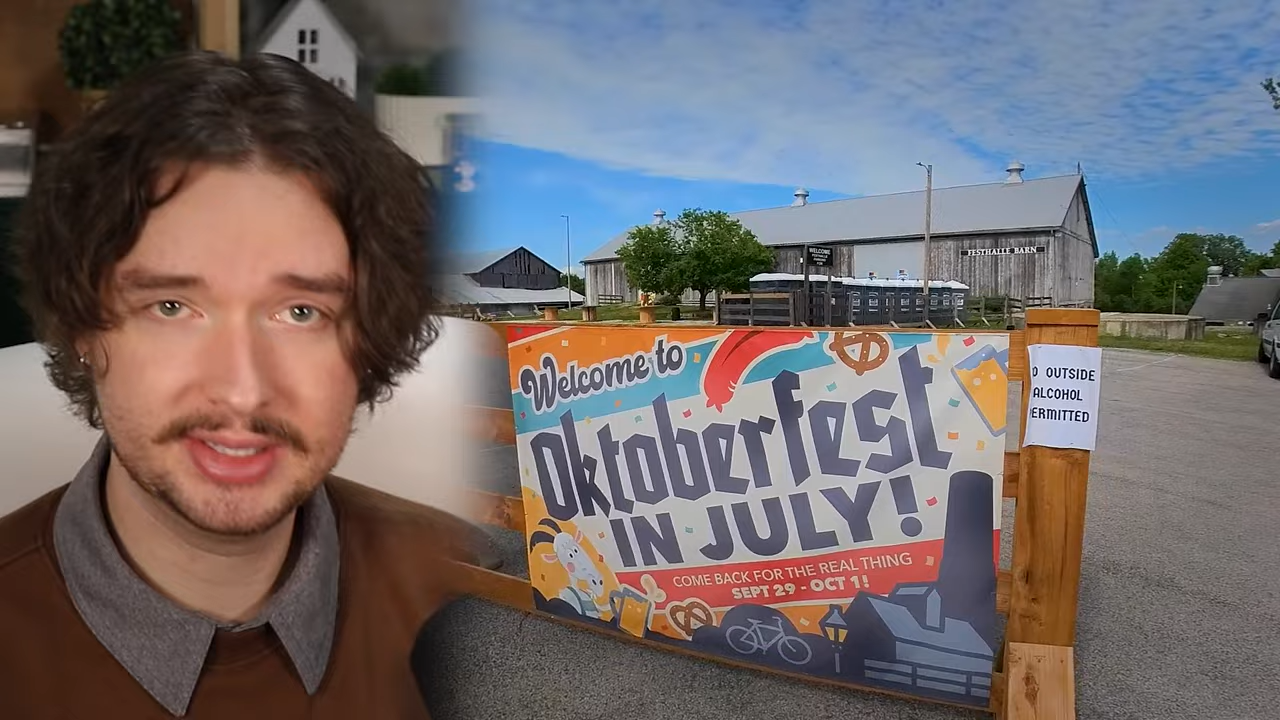 WELCOME
FESTHALLE BARN
Welcome to
Oktoberfest
IN JULY!
COME BACK FOR THE REAL THING
SEPT 29 - OCT 1!
OUTSIDE
ALCOHOL
ERMITTED